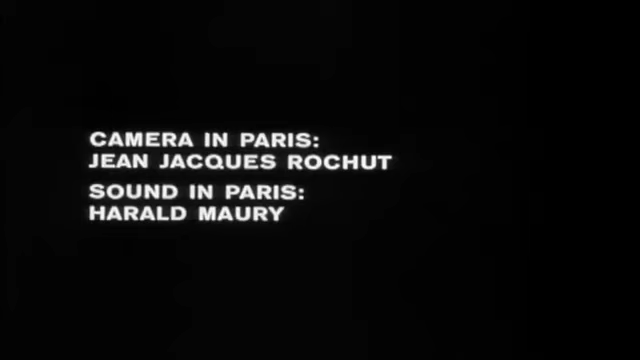 CAMERA IN PARIS:
JEAN JACQUES ROCHUT
SOUND IN PARIS:
HARALD MAURY